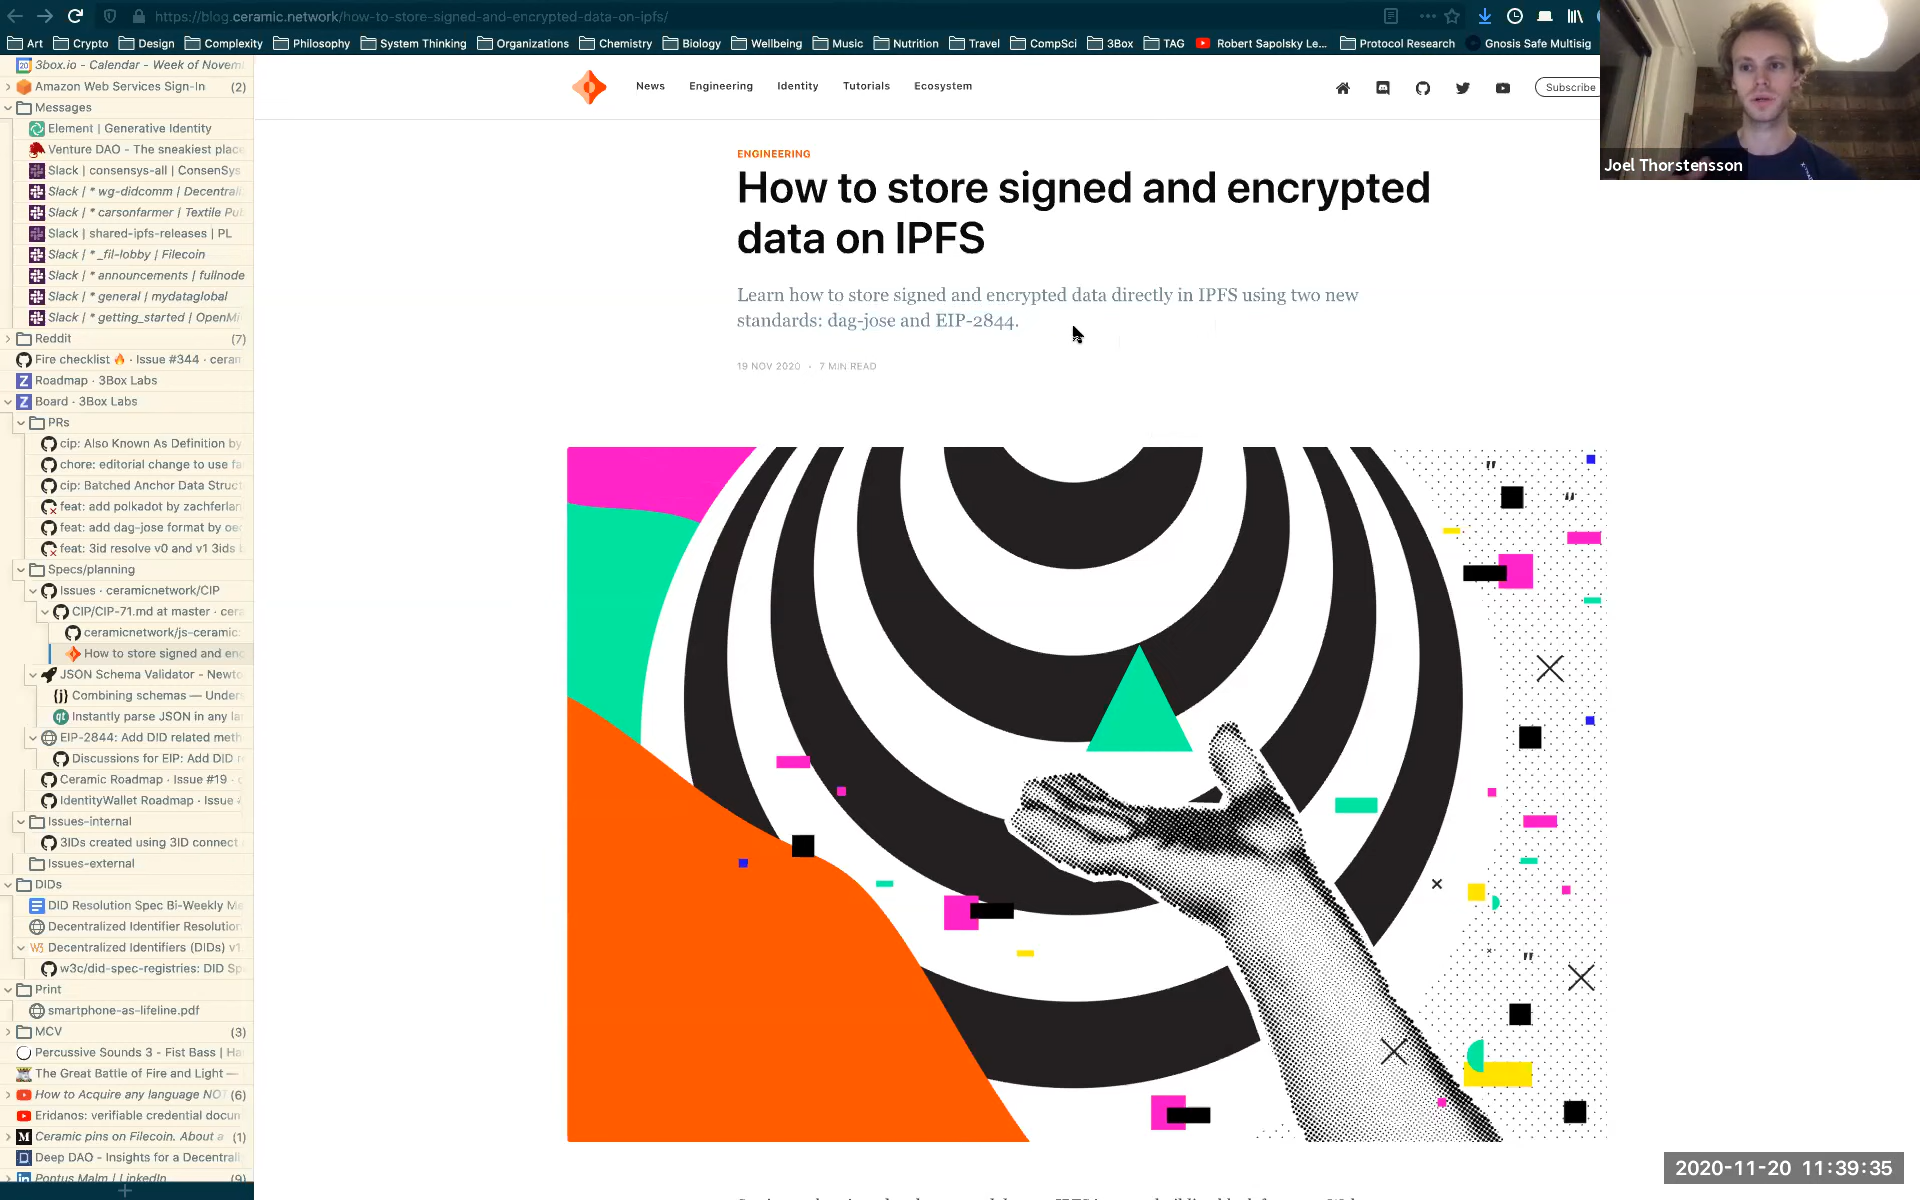 https://blog.ceramic.network/how-to-store-signed-and-encrypted-data-on-ipfs/
Art Crypto Design Complexity Philosophy System Thinking Organizations Chemistry Biology Wellbeing Music Nutrition Travel CompSci 3Box TAG Robert Sapolsky Le... Protocol Research Gnosis Safe Multisig
3box.io - Calendar - Week of Novem
Amazon Web Services Sign-In (2)
Messages
Element | Generative Identity
Venture DAO - The sneakiest place
Slack | consensys-all | ConsenSys
Slack | * wg-didcomm | Decentrali
Slack | * carsonfarmer | Textile Pu
Slack | shared-ipfs-releases | PL
Slack | * _fil-lobby | Filecoin
Slack | * announcements | fullnode
Slack | * general | mydataglobal
Slack | * getting_started | OpenMi
Reddit (7)
Fire checklist 🔥 · Issue #344 · ceram
Roadmap · 3Box Labs
Board · 3Box Labs
PRs
cip: Also Known As Definition by
chore: editorial change to use fa
cip: Batched Anchor Data Struct
feat: add polkadot by zachferlan
feat: add dag-jose format by oed
feat: 3id resolve v0 and v1 3ids
Specs/planning
Issues · ceramicnetwork/CIP
CIP/CIP-71.md at master · cera
ceramicnetwork/js-ceramic:
How to store signed and enc
JSON Schema Validator - Newto
Combining schemas — Under
Instantly parse JSON in any la
EIP-2844: Add DID related meth
Discussions for EIP: Add DID r
Ceramic Roadmap · Issue #19 · c
IdentityWallet Roadmap · Issue #
Issues-internal
3IDs created using 3ID connect
Issues-external
DIDs
DID Resolution Spec Bi-Weekly Me
Decentralized Identifier Resolution
Decentralized Identifiers (DIDs) v1
w3c/did-spec-registries: DID Sp
Print
smartphone-as-lifeline.pdf
MCV (3)
Percussive Sounds 3 - Fist Bass | Ha
The Great Battle of Fire and Light —
How to Acquire any language NOT (6)
Eridanos: verifiable credential docun
Ceramic pins on Filecoin. About a (1)
Deep DAO - Insights for a Decentrali
Pontus Malm | LinkedIn (9)
News Engineering Identity Tutorials Ecosystem Subscribe
ENGINEERING
How to store signed and encrypted
data on IPFS
Learn how to store signed and encrypted data directly in IPFS using two new
standards: dag-jose and EIP-2844.
19 NOV 2020 • 7 MIN READ
Joel Thorstensson
2020-11-20 11:39:35